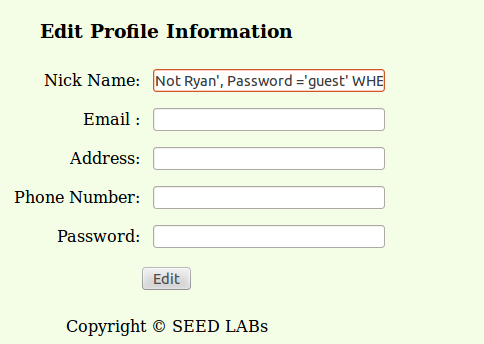 Edit Profile Information
Nick Name: Not Ryan', Password ='guest' WHE
Email :
Address:
Phone Number:
Password:
Edit
Copyright © SEED LABs